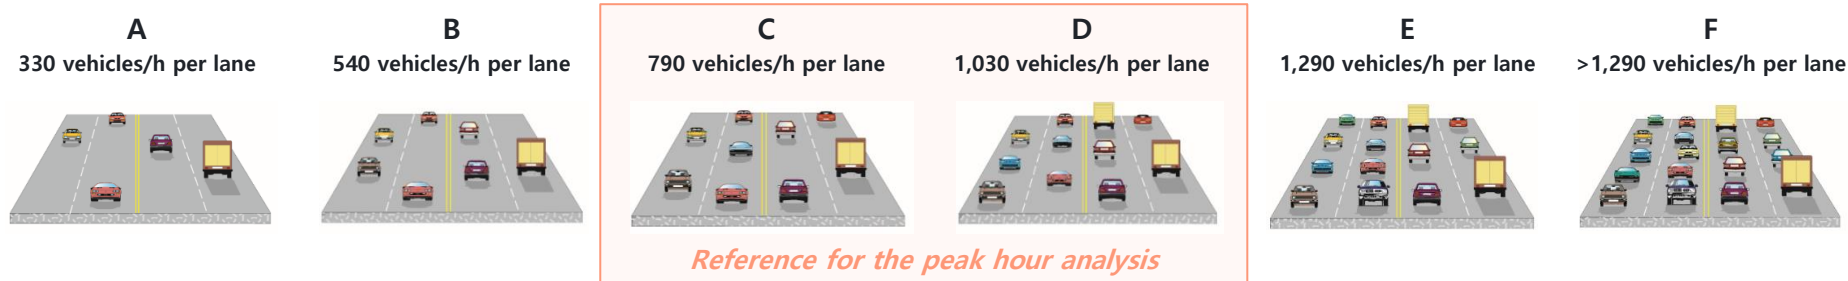 A
330 vehicles/h per lane
B
540 vehicles/h per lane
C
790 vehicles/h per lane
D
1,030 vehicles/h per lane
E
1,290 vehicles/h per lane
F
>1,290 vehicles/h per lane
Reference for the peak hour analysis